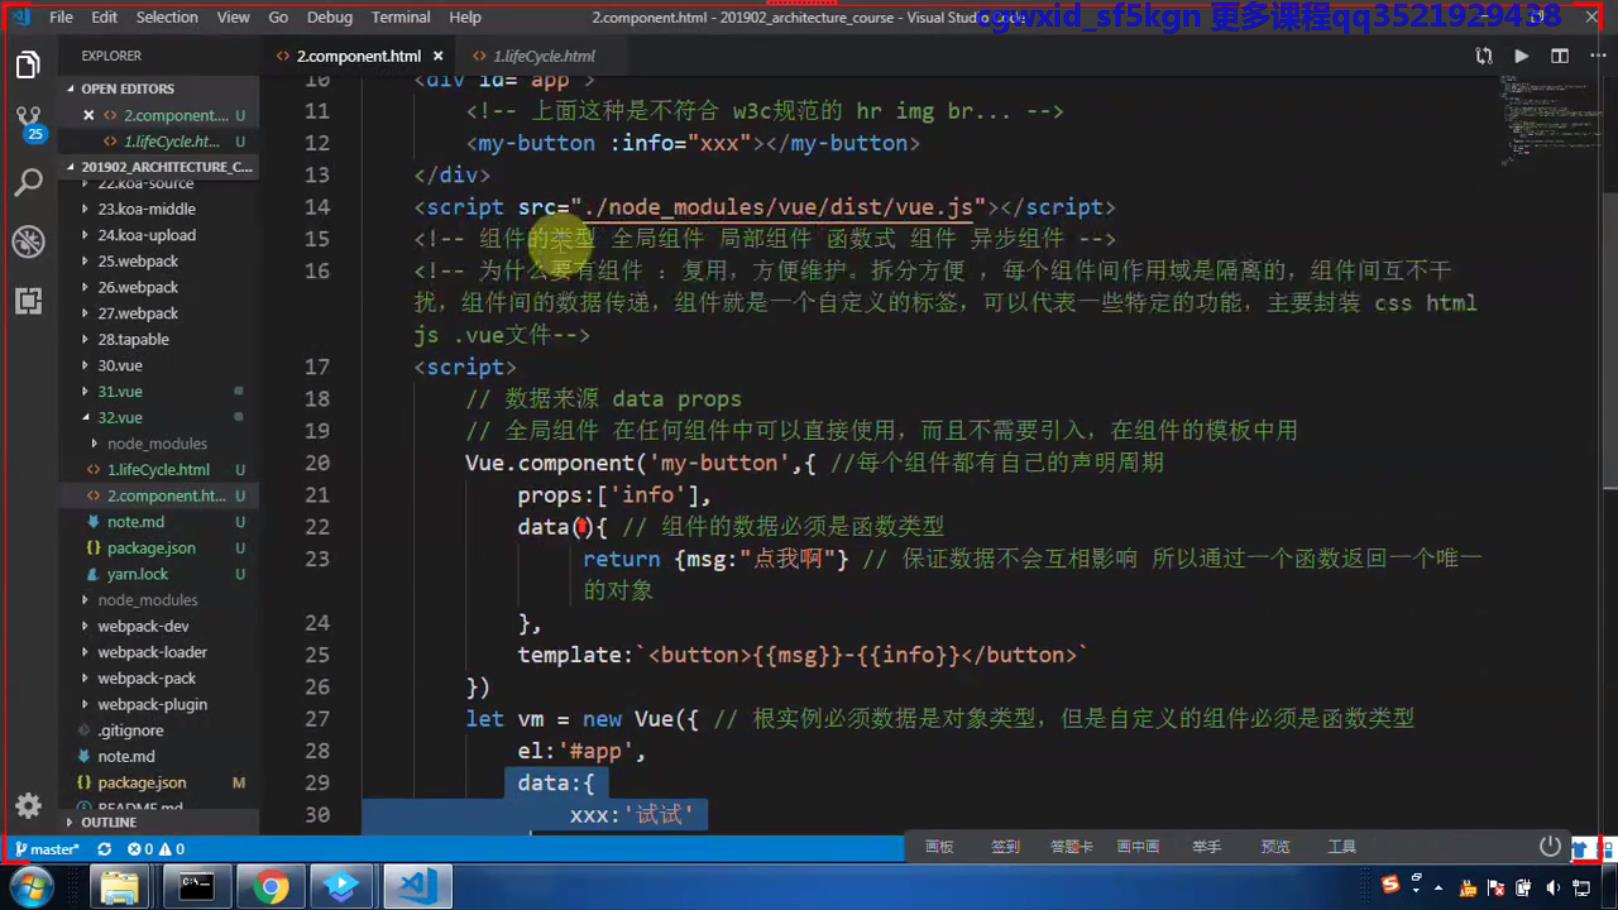 File Edit Selection View Go Debug Terminal Help
2.component.html - 201902_architecture_course - Visual Studio Code
cgwxid_sf5kgn 更多课程qq3521929438
EXPLORER
2.component.html
1.lifeCycle.html
OPEN EDITORS
2.component.... U
1.lifeCycle.ht... U
201902_ARCHITECTURE_C...
22.koa-source
23.koa-middle
24.koa-upload
25.webpack
26.webpack
27.webpack
28.tapable
30.vue
31.vue
32.vue
node_modules
1.lifeCycle.html U
2.component.ht... U
note.md U
package.json U
yarn.lock U
node_modules
webpack-dev
webpack-loader
webpack-pack
webpack-plugin
.gitignore
note.md
package.json M
README.md
OUTLINE
25
10 <div id="app">
11 <!-- 上面这种是不符合 w3c规范的 hr img br... -->
12 <my-button :info="xxx"></my-button>
13 </div>
14 <script src="./node_modules/vue/dist/vue.js"></script>
15 <!-- 组件的类型 全局组件 局部组件 函数式 组件 异步组件 -->
16 <!-- 为什么要有组件 : 复用, 方便维护。拆分方便 , 每个组件间作用域是隔离的, 组件间互不干
扰, 组件间的数据传递, 组件就是一个自定义的标签, 可以代表一些特定的功能, 主要封装 css html
js .vue文件-->
17 <script>
18 // 数据来源 data props
19 // 全局组件 在任何组件中可以直接使用, 而且不需要引入, 在组件的模板中用
20 Vue.component('my-button',{ //每个组件都有自己的声明周期
21 props:['info'],
22 data(){ // 组件的数据必须是函数类型
23 return {msg:"点我啊"} // 保证数据不会互相影响 所以通过一个函数返回一个唯一
的对象
24 },
25 template:`<button>{{msg}}-{{info}}</button>`
26 })
27 let vm = new Vue({ // 根实例必须数据是对象类型, 但是自定义的组件必须是函数类型
28 el:'#app',
29 data:{
30 xxx:'试试'
master* 0 0
画板 签到 答题卡 画中画 举手 预览 工具